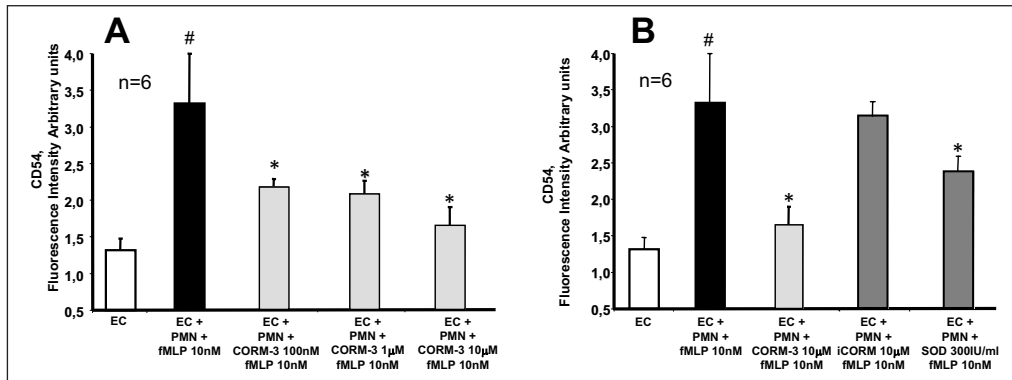 A
#
4,0
3,5
3,0
2,5
2,0
1,5
1,0
0,5
n=6
CD54,
Fluorescence Intensity Arbitrary units
*
*
*
EC
EC +
PMN +
fMLP 10nM
EC +
PMN +
CORM-3 100nM
fMLP 10nM
EC +
PMN +
CORM-3 1µM
fMLP 10nM
EC +
PMN +
CORM-3 10µM
fMLP 10nM
B
#
4,0
3,5
3,0
2,5
2,0
1,5
1,0
0,5
n=6
CD54,
Fluorescence Intensity Arbitrary units
*
*
EC
EC +
PMN +
fMLP 10nM
EC +
PMN +
CORM-3 10µM
fMLP 10nM
EC +
PMN +
iCORM 10µM
fMLP 10nM
EC +
PMN +
SOD 300IU/ml
fMLP 10nM